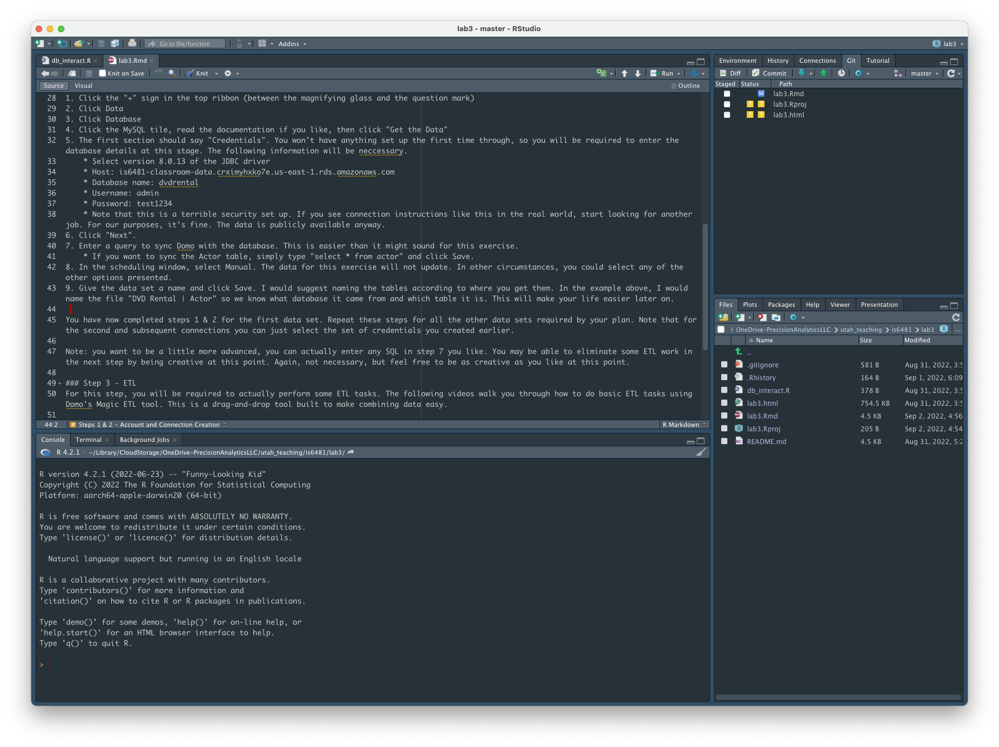 lab3 - master - RStudio
Go to file/function
Addins
lab3
db_interact.R
lab3.Rmd
Knit on Save
ABC
Knit
Run
Source
Visual
Outline
28 1. Click the "+" sign in the top ribbon (between the magnifying glass and the question mark)
29 2. Click Data
30 3. Click Database
31 4. Click the MySQL tile, read the documentation if you like, then click "Get the Data"
32 5. The first section should say "Credentials". You won't have anything set up the first time through, so you will be required to enter the
database details at this stage. The following information will be neccessary.
33 * Select version 8.0.13 of the JDBC driver
34 * Host: is6481-classroom-data.crximyhxko7e.us-east-1.rds.amazonaws.com
35 * Database name: dvdrental
36 * Username: admin
37 * Password: test1234
38 * Note that this is a terrible security set up. If you see connection instructions like this in the real world, start looking for another
job. For our purposes, it's fine. The data is publicly available anyway.
39 6. Click "Next".
40 7. Enter a query to sync Domo with the database. This is easier than it might sound for this exercise.
41 * If you want to sync the Actor table, simply type "select * from actor" and click Save.
42 8. In the scheduling window, select Manual. The data for this exercise will not update. In other circumstances, you could select any of the
other options presented.
43 9. Give the data set a name and click Save. I would suggest naming the tables according to where you get them. In the example above, I would
name the file "DVD Rental | Actor" so we know what database it came from and which table it is. This will make your life easier later on.
44
45 You have now completed steps 1 & 2 for the first data set. Repeat these steps for all the other data sets required by your plan. Note that for
the second and subsequent connections you can just select the set of credentials you created earlier.
46
47 Note: you want to be a little more advanced, you can actually enter any SQL in step 7 you like. You may be able to eliminate some ETL work in
the next step by being creative at this point. Again, not necessary, but feel free to be as creative as you like at this point.
48
49 ### Step 3 - ETL
50 For this step, you will be required to actually perform some ETL tasks. The following videos walk you through how to do basic ETL tasks using
Domo's Magic ETL tool. This is a drag-and-drop tool built to make combining data easy.
51
44:2 # Steps 1 & 2 - Account and Connection Creation
R Markdown
Console
Terminal
Background Jobs
R 4.2.1 · ~/Library/CloudStorage/OneDrive-PrecisionAnalyticsLLC/utah_teaching/is6481/lab3/
R version 4.2.1 (2022-06-23) -- "Funny-Looking Kid"
Copyright (C) 2022 The R Foundation for Statistical Computing
Platform: aarch64-apple-darwin20 (64-bit)
R is free software and comes with ABSOLUTELY NO WARRANTY.
You are welcome to redistribute it under certain conditions.
Type 'license()' or 'licence()' for distribution details.
Natural language support but running in an English locale
R is a collaborative project with many contributors.
Type 'contributors()' for more information and
'citation()' on how to cite R or R packages in publications.
Type 'demo()' for some demos, 'help()' for on-line help, or
'help.start()' for an HTML browser interface to help.
Type 'q()' to quit R.
>
Environment
History
Connections
Git
Tutorial
Diff
Commit
master
Staged
Status
Path
M lab3.Rmd
? ? lab3.Rproj
? ? lab3.html
Files
Plots
Packages
Help
Viewer
Presentation
OneDrive-PrecisionAnalyticsLLC > utah_teaching > is6481 > lab3
...
Name
Size
Modified
..
.gitignore 581 B Aug 31, 2022, 3:5
.Rhistory 164 B Sep 1, 2022, 6:09
db_interact.R 378 B Aug 31, 2022, 3:5
lab3.html 754.5 KB Aug 31, 2022, 3:5
lab3.Rmd 4.5 KB Sep 2, 2022, 4:56
lab3.Rproj 205 B Sep 2, 2022, 4:54
README.md 4.5 KB Aug 31, 2022, 5:2